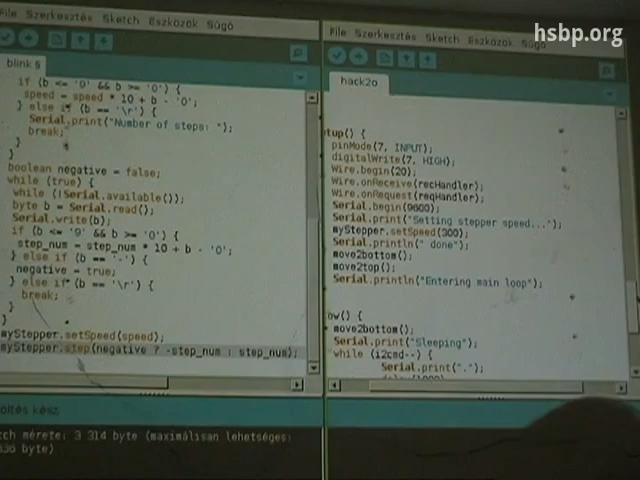 hsbp.org
File Szerkesztés Sketch Eszközök Súgó
blink §
if (b <= '9' && b >= '0') {
speed = speed * 10 + b - '0';
} else if (b == '\r') {
Serial.print("Number of steps: ");
break;
}
}
boolean negative = false;
while (true) {
while (!Serial.available());
byte b = Serial.read();
Serial.write(b);
if (b <= '9' && b >= '0') {
step_num = step_num * 10 + b - '0';
} else if (b == '-') {
negative = true;
} else if (b == '\r') {
break;
}
}
myStepper.setSpeed(speed);
myStepper.step(negative ? -step_num : step_num);
öltés kész
tch mérete: 3 314 byte (maximálisan lehetséges:
byte)
File Szerkesztés Sketch Eszközök Súgó
hack2o
tup() {
pinMode(7, INPUT);
digitalWrite(7, HIGH);
Wire.begin(20);
Wire.onReceive(recHandler);
Wire.onRequest(reqHandler);
Serial.begin(9600);
Serial.print("Setting stepper speed...");
myStepper.setSpeed(300);
Serial.println(" done");
move2bottom();
move2top();
Serial.println("Entering main loop");
ow() {
move2bottom();
Serial.print("Sleeping");
while (i2cmd--) {
Serial.print(".");